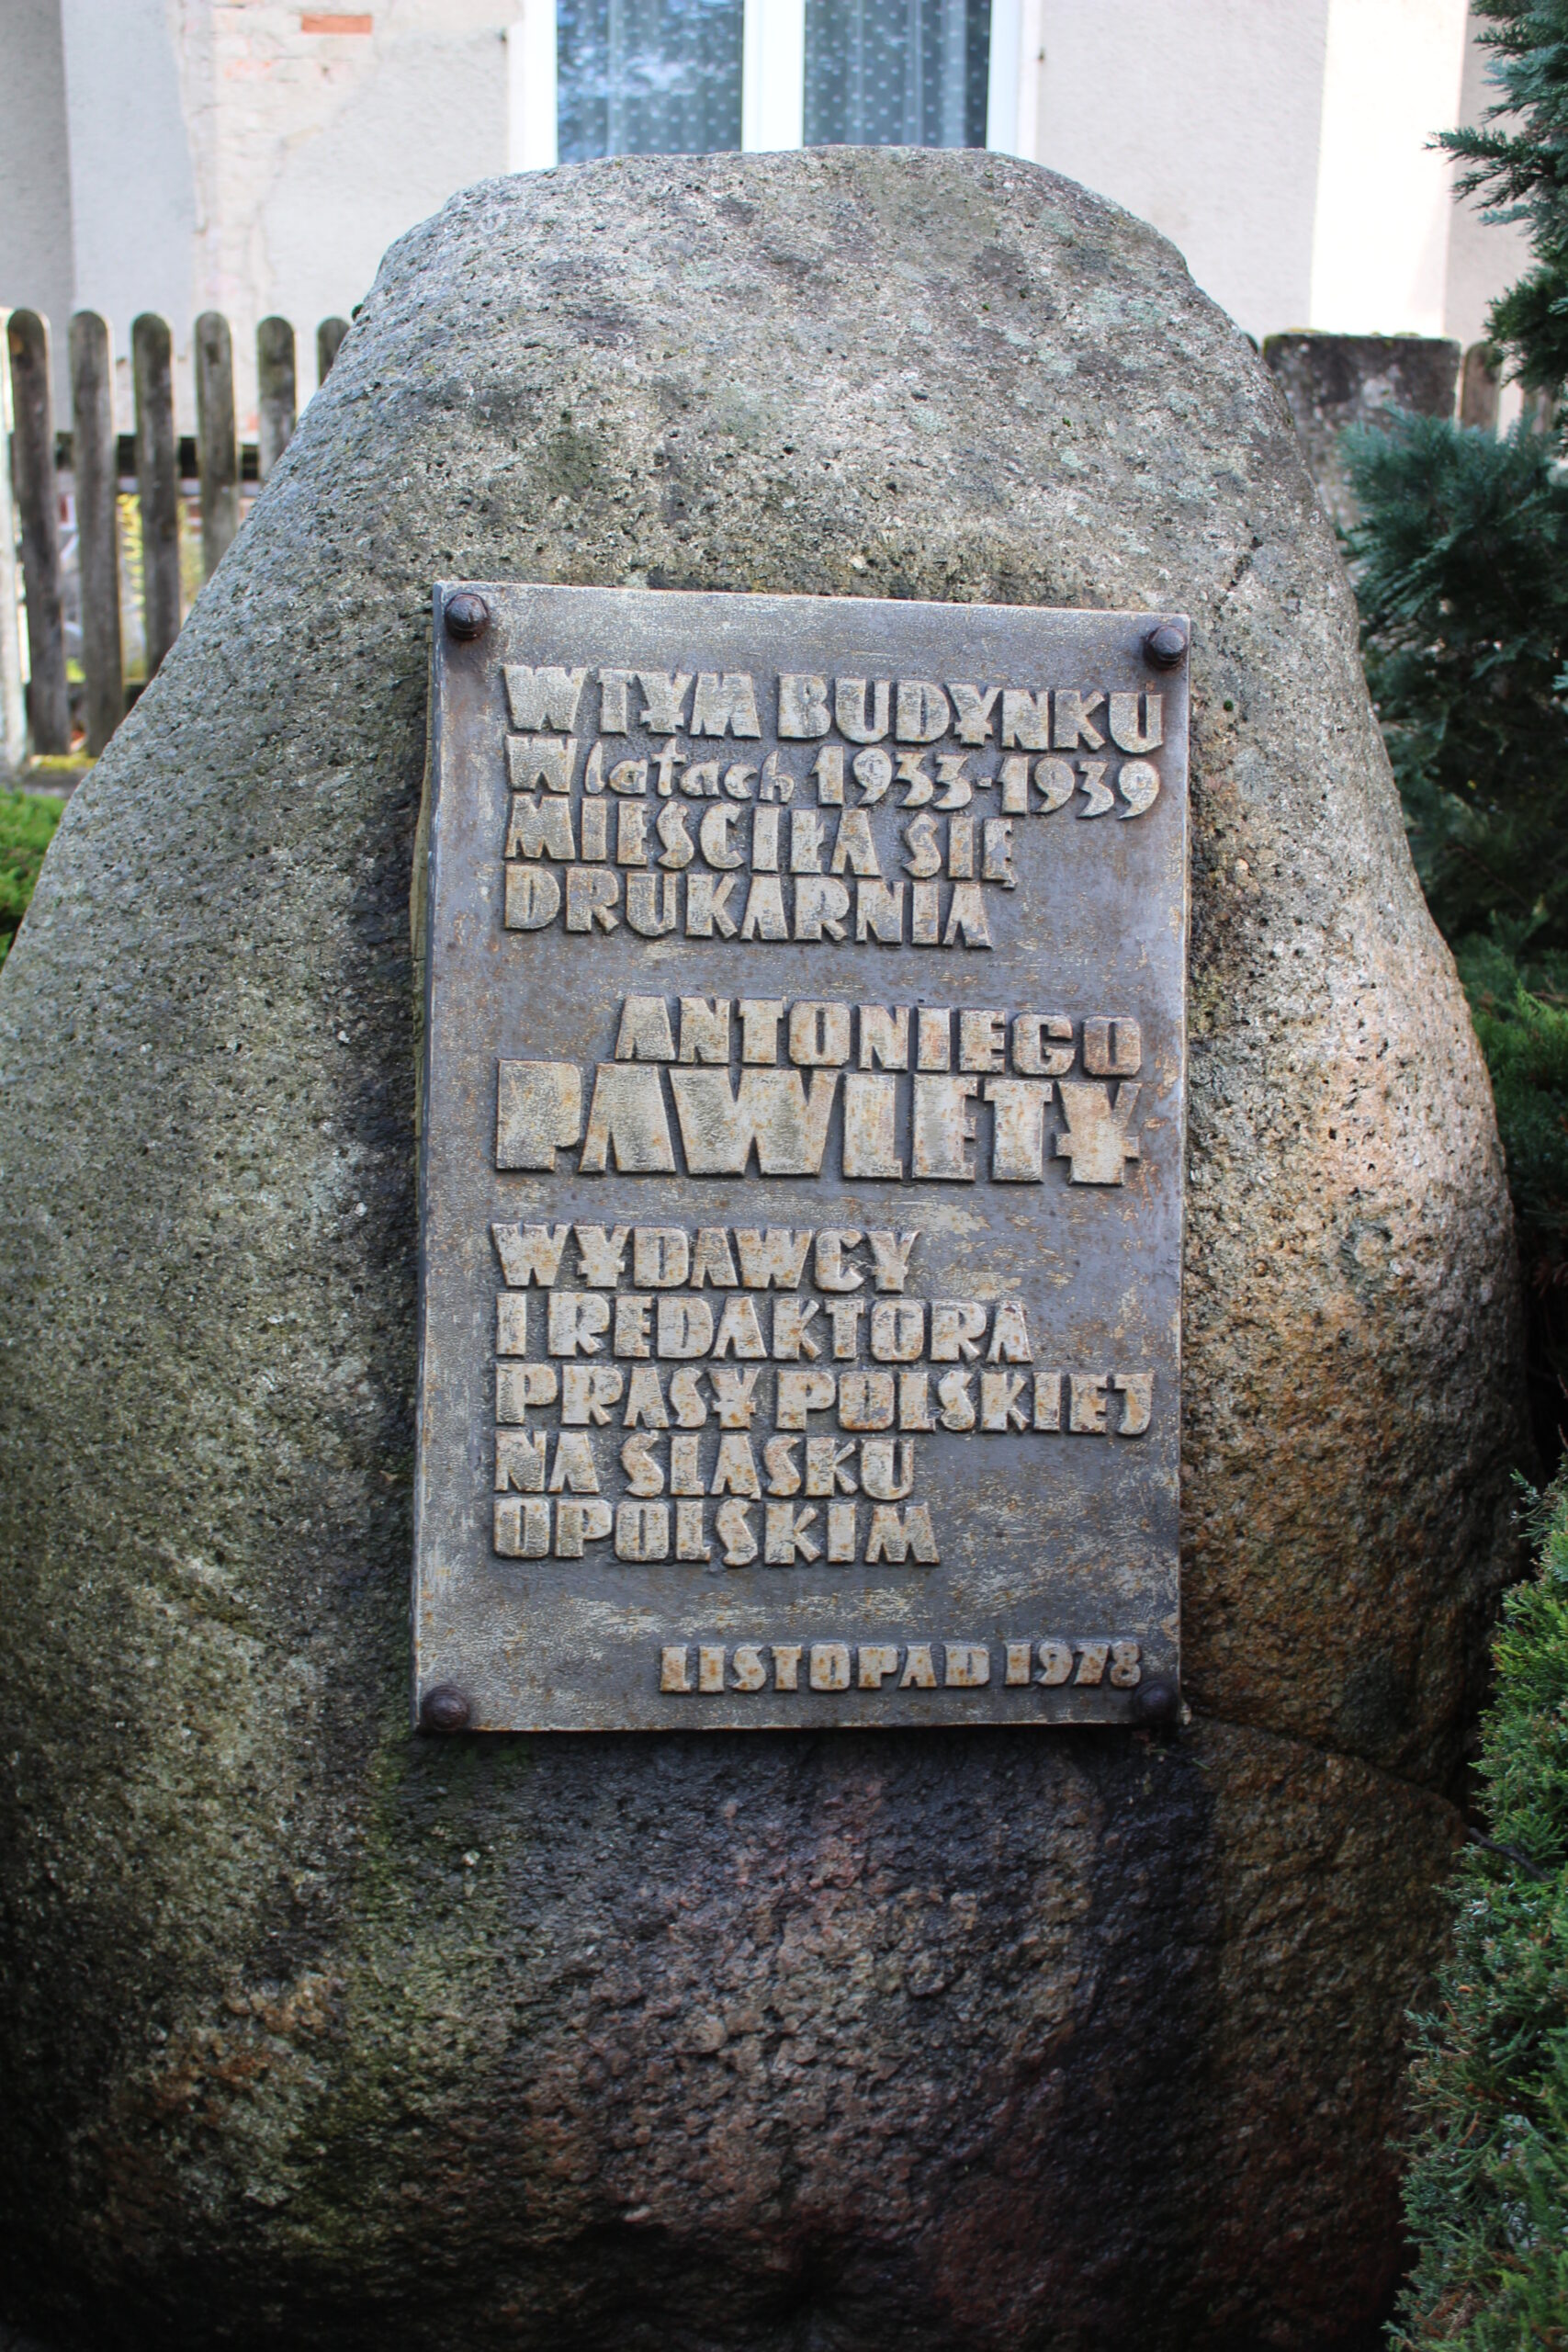 W TYM BUDYNKU
W latach 1933-1939
MIEŚCIŁA SIĘ
DRUKARNIA
ANTONIEGO
PAWLETY
WYDAWCY
I REDAKTORA
PRASY POLSKIEJ
NA ŚLĄSKU
OPOLSKIM
LISTOPAD 1978